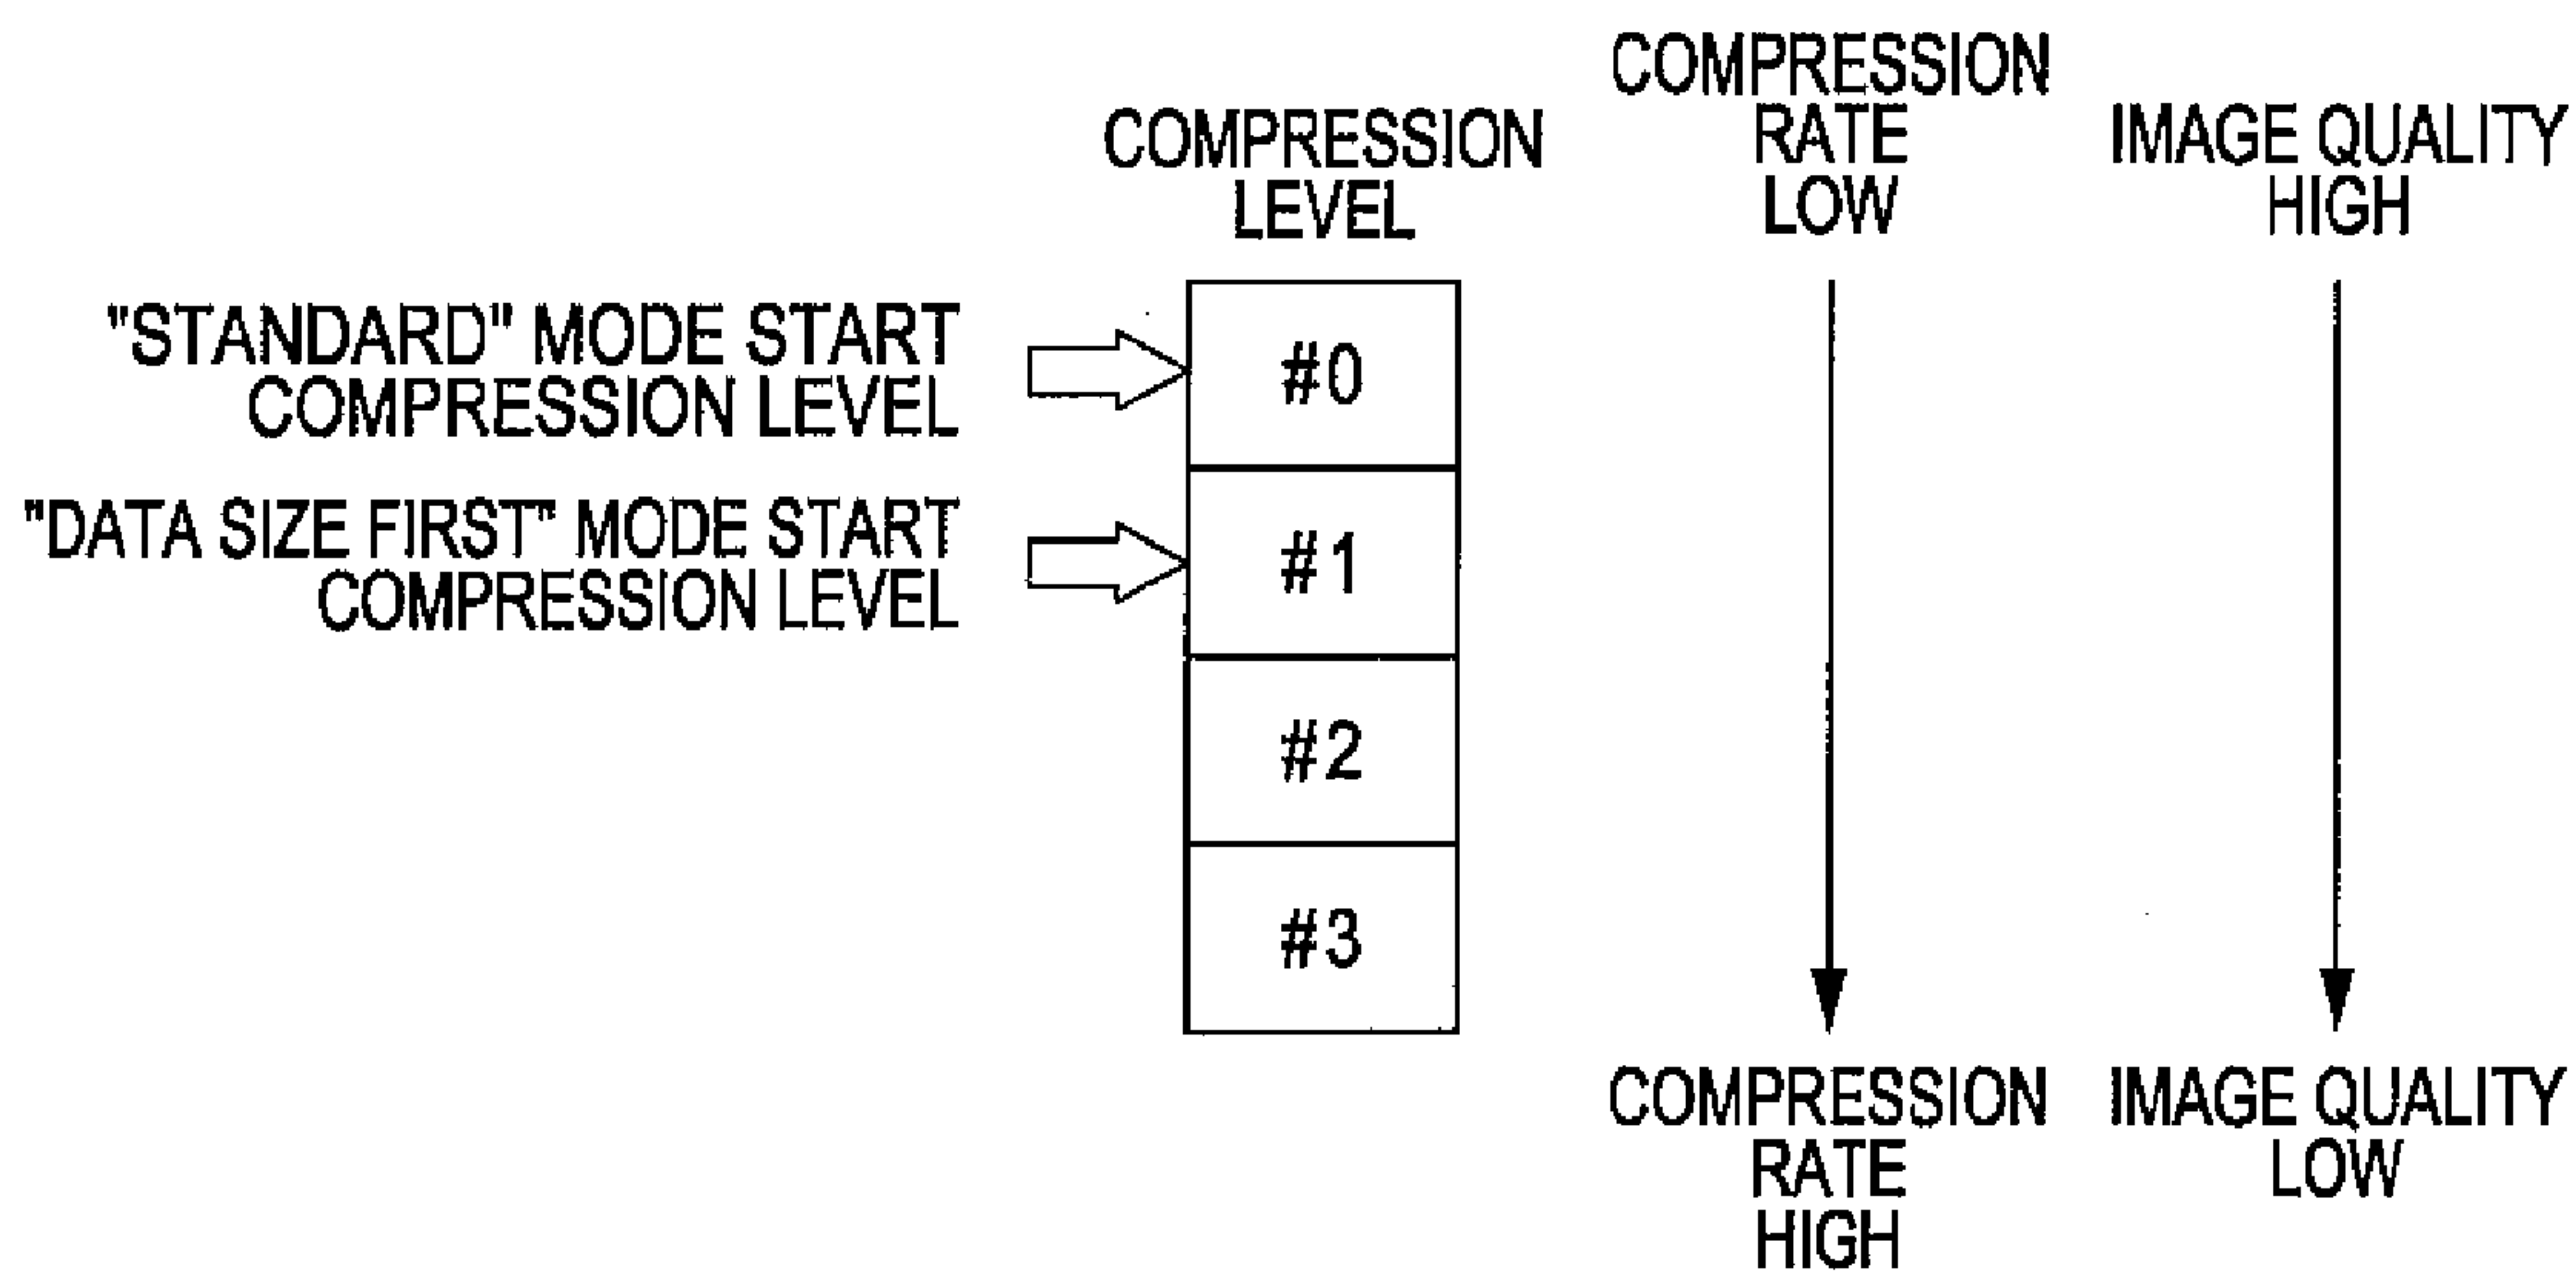 COMPRESSION
LEVEL
COMPRESSION
RATE
LOW
IMAGE QUALITY
HIGH
"STANDARD" MODE START
COMPRESSION LEVEL
#0
"DATA SIZE FIRST" MODE START
COMPRESSION LEVEL
#1
#2
#3
COMPRESSION
RATE
HIGH
IMAGE QUALITY
LOW